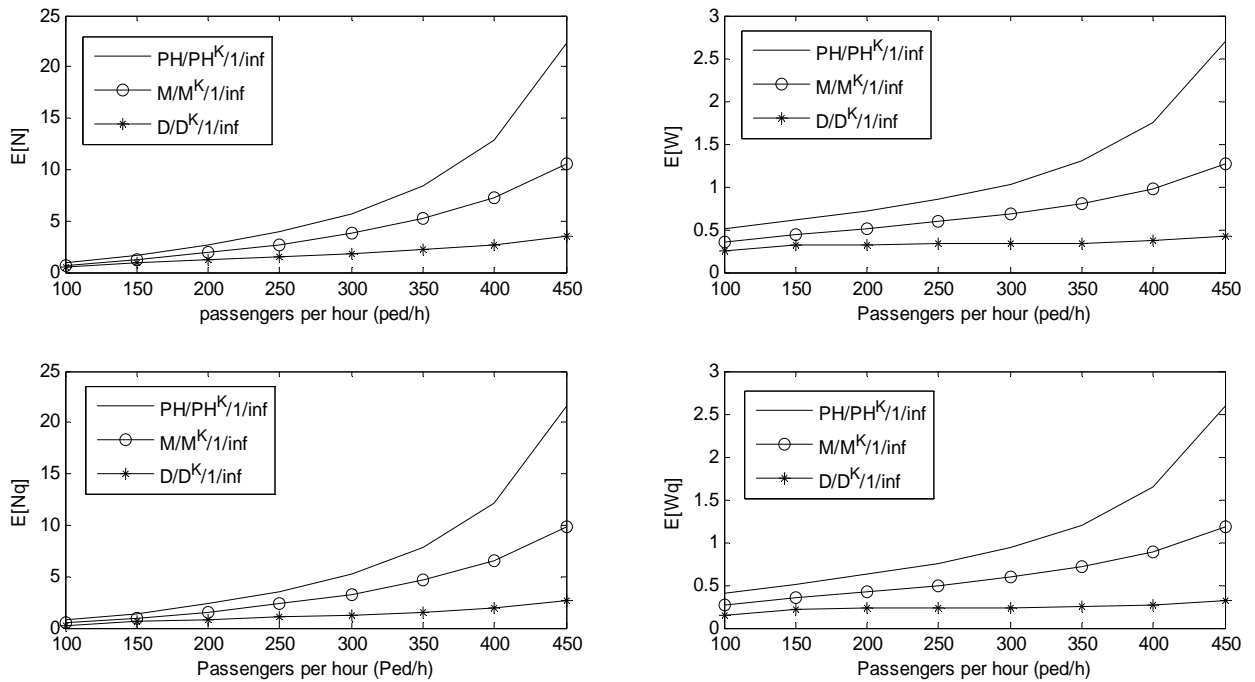 25
20
15
10
5
0
E[N]
PH/PH^K/1/inf
M/M^K/1/inf
D/D^K/1/inf
100 150 200 250 300 350 400 450
passengers per hour (ped/h)
3
2.5
2
1.5
1
0.5
0
E[W]
PH/PH^K/1/inf
M/M^K/1/inf
D/D^K/1/inf
100 150 200 250 300 350 400 450
Passengers per hour (ped/h)
25
20
15
10
5
0
E[Nq]
PH/PH^K/1/inf
M/M^K/1/inf
D/D^K/1/inf
100 150 200 250 300 350 400 450
Passengers per hour (Ped/h)
3
2.5
2
1.5
1
0.5
0
E[Wq]
PH/PH^K/1/inf
M/M^K/1/inf
D/D^K/1/inf
100 150 200 250 300 350 400 450
Passengers per hour (ped/h)